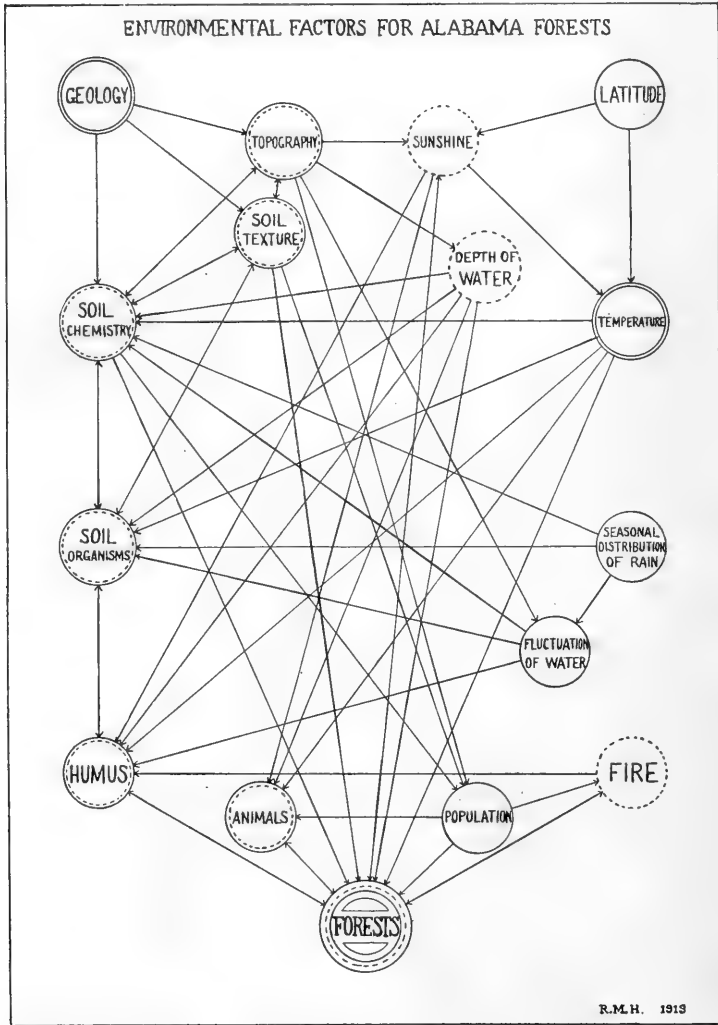 ENVIRONMENTAL FACTORS FOR ALABAMA FORESTS
GEOLOGY
LATITUDE
TOPOGRAPHY
SUNSHINE
SOIL
TEXTURE
DEPTH OF
WATER
SOIL
CHEMISTRY
TEMPERATURE
SOIL
ORGANISMS
SEASONAL
DISTRIBUTION
OF RAIN
FLUCTUATION
OF WATER
HUMUS
FIRE
ANIMALS
POPULATION
FORESTS
R.M.H. 1913